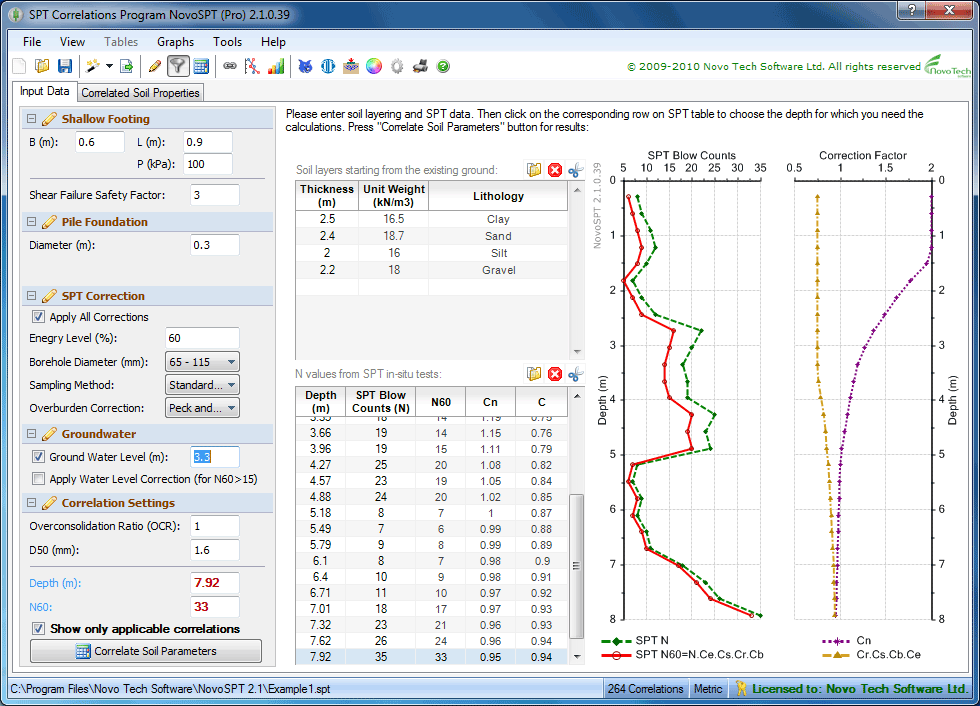 SPT Correlations Program NovoSPT (Pro) 2.1.0.39
File View Tables Graphs Tools Help
© 2009-2010 Novo Tech Software Ltd. All rights reserved
NovoTech
Input Data
Correlated Soil Properties
Shallow Footing
B (m): 0.6 L (m): 0.9
P (kPa): 100
Shear Failure Safety Factor: 3
Pile Foundation
Diameter (m): 0.3
SPT Correction
Apply All Corrections
Enegry Level (%): 60
Borehole Diameter (mm): 65 - 115
Sampling Method: Standard...
Overburden Correction: Peck and...
Groundwater
Ground Water Level (m): 3.3
Apply Water Level Correction (for N60>15)
Correlation Settings
Overconsolidation Ratio (OCR): 1
D50 (mm): 1.6
Depth (m): 7.92
N60: 33
Show only applicable correlations
Correlate Soil Parameters
Please enter soil layering and SPT data. Then click on the corresponding row on SPT table to choose the depth for which you need the
calculations. Press "Correlate Soil Parameters" button for results:
Soil layers starting from the existing ground:
Thickness (m) Unit Weight (kN/m3) Lithology
2.5 16.5 Clay
2.4 18.7 Sand
2 16 Silt
2.2 18 Gravel
N values from SPT in-situ tests:
Depth (m) SPT Blow Counts (N) N60 Cn C
3.35 18 14 1.19 0.75
3.66 19 14 1.15 0.76
3.96 19 15 1.11 0.79
4.27 25 20 1.08 0.82
4.57 23 19 1.05 0.84
4.88 24 20 1.02 0.85
5.18 8 7 1 0.87
5.49 7 6 0.99 0.88
5.79 9 8 0.99 0.89
6.1 8 7 0.98 0.9
6.4 10 9 0.98 0.91
6.71 11 10 0.97 0.92
7.01 18 17 0.97 0.93
7.32 23 21 0.96 0.93
7.62 26 24 0.96 0.94
7.92 35 33 0.95 0.94
NovoSPT 2.1.0.39
SPT Blow Counts
5 10 15 20 25 30 35
0
1
2
3
4
5
6
7
8
Depth (m)
SPT N
SPT N60=N.Ce.Cs.Cr.Cb
Correction Factor
0.5 1 1.5 2
0
1
2
3
4
5
6
7
8
Depth (m)
Cn
Cr.Cs.Cb.Ce
C:\Program Files\Novo Tech Software\NovoSPT 2.1\Example1.spt
264 Correlations
Metric
Licensed to: Novo Tech Software Ltd.